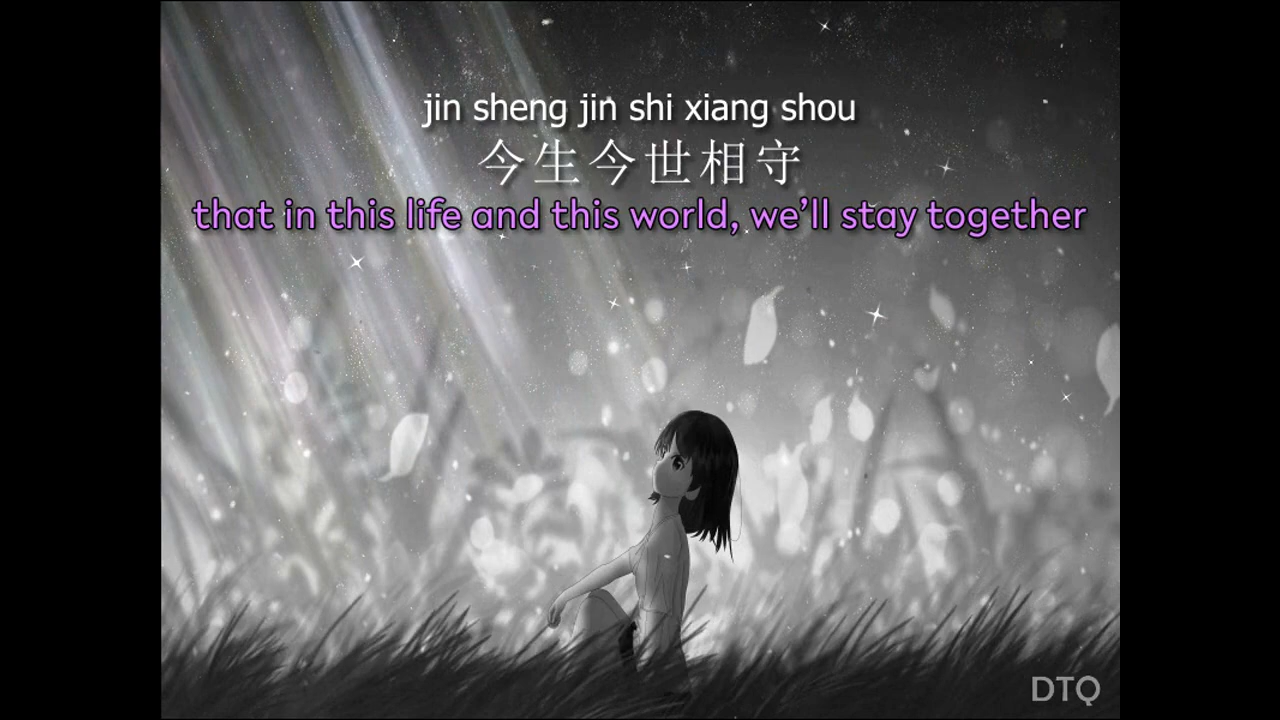 jin sheng jin shi xiang shou
今生今世相守
that in this life and this world, we’ll stay together
DTQ